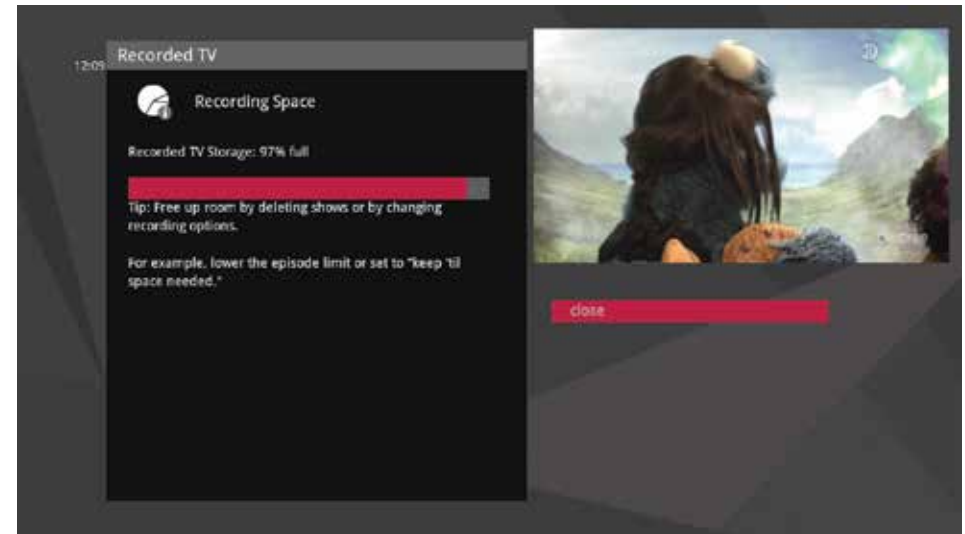 12:09
Recorded TV
Recording Space
Recorded TV Storage: 97% full
Tip: Free up room by deleting shows or by changing
recording options.
For example, lower the episode limit or set to "keep 'til
space needed."
close